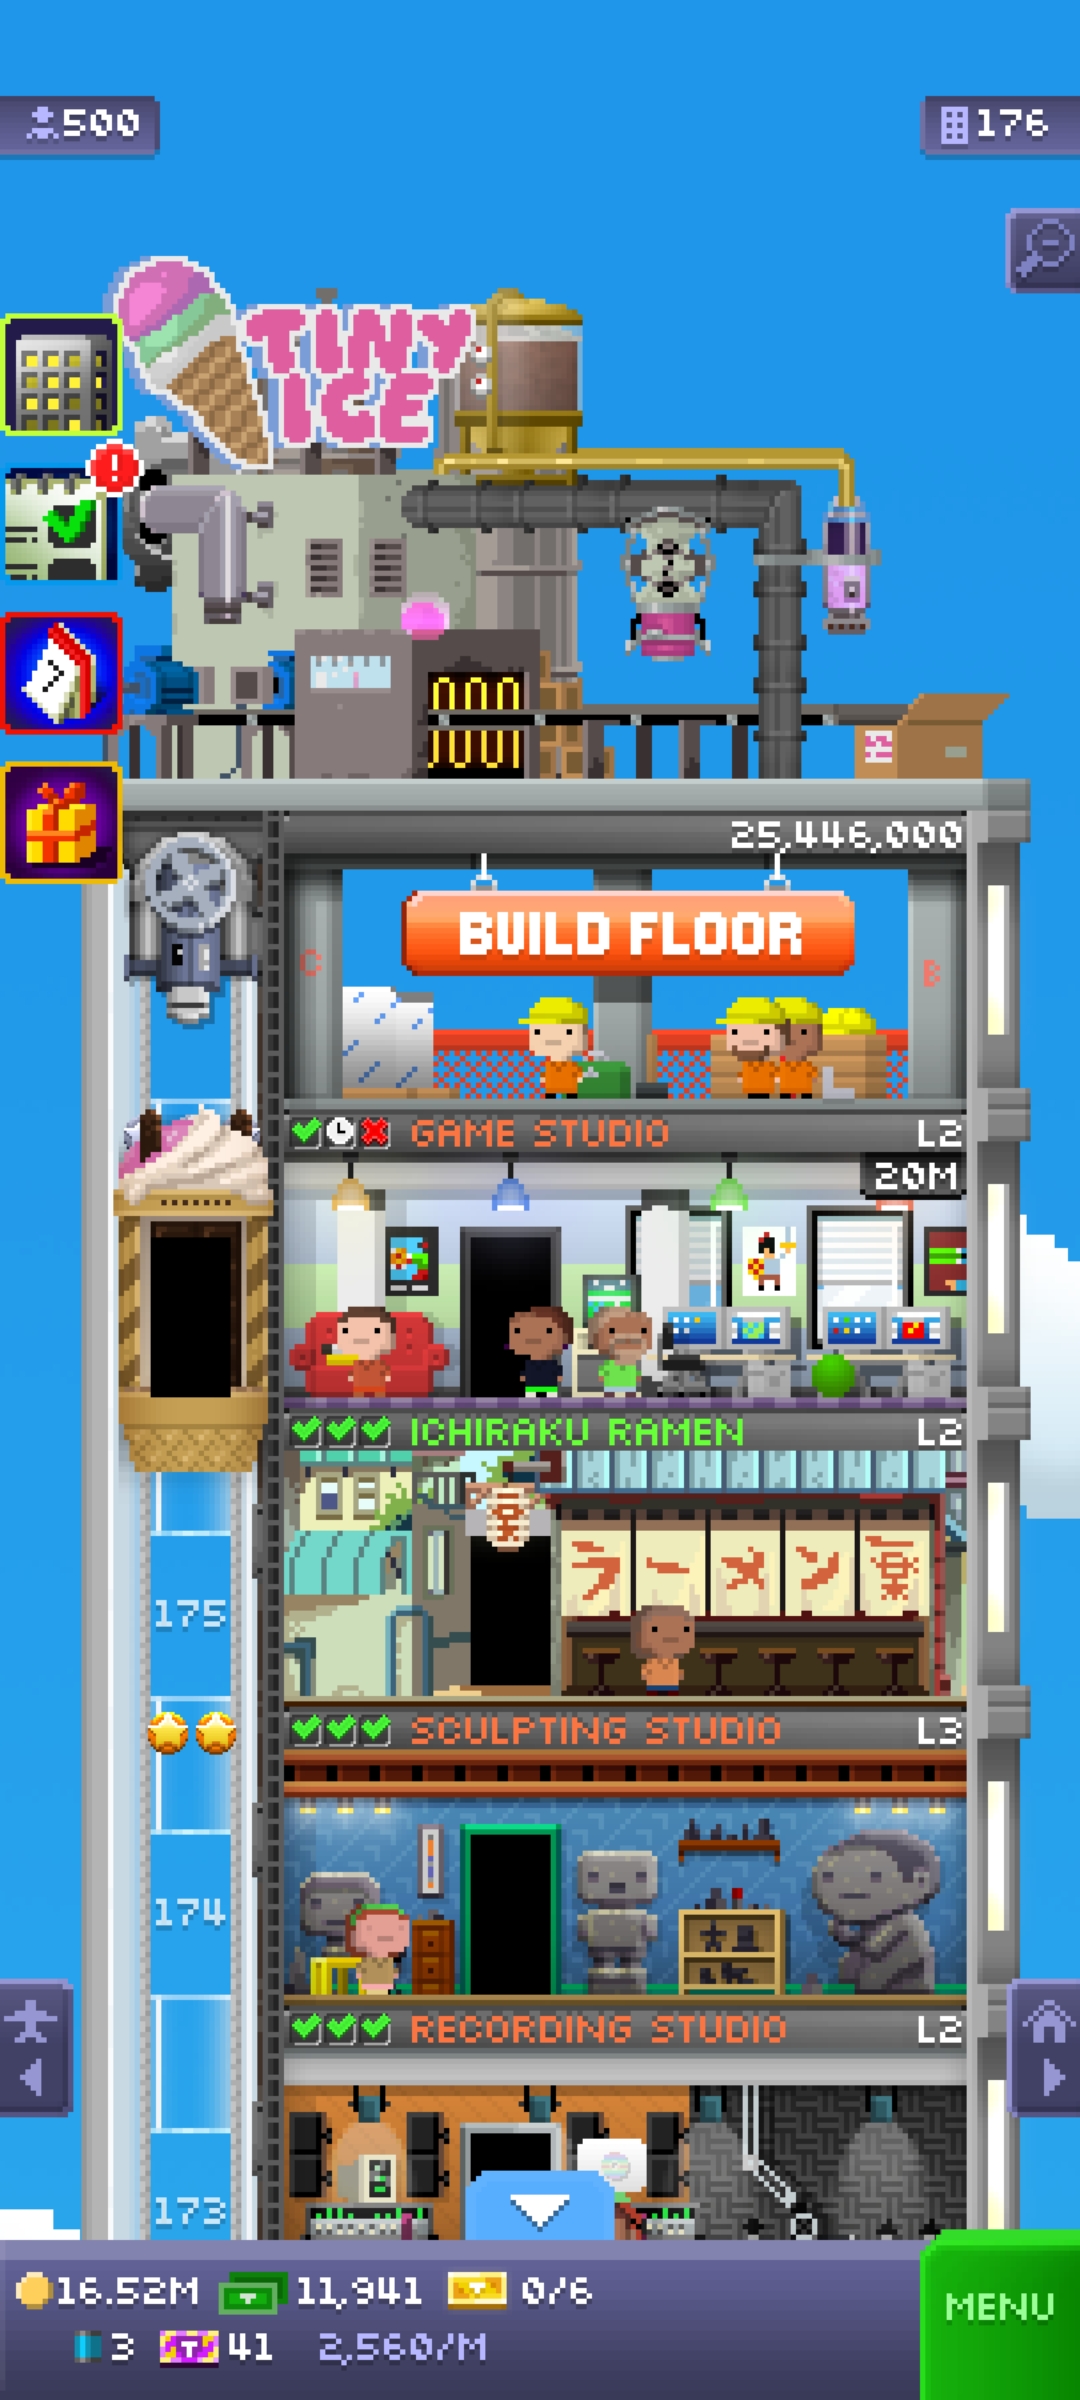 500
176
TINY
ICE
25,446,000
BUILD FLOOR
C
B
GAME STUDIO L2
20M
ICHIRAKU RAMEN L2
ラーメン
175
SCULPTING STUDIO L3
174
RECORDING STUDIO L2
173
16.52M 11,941 0/6
3 T 41 2,560/M
MENU